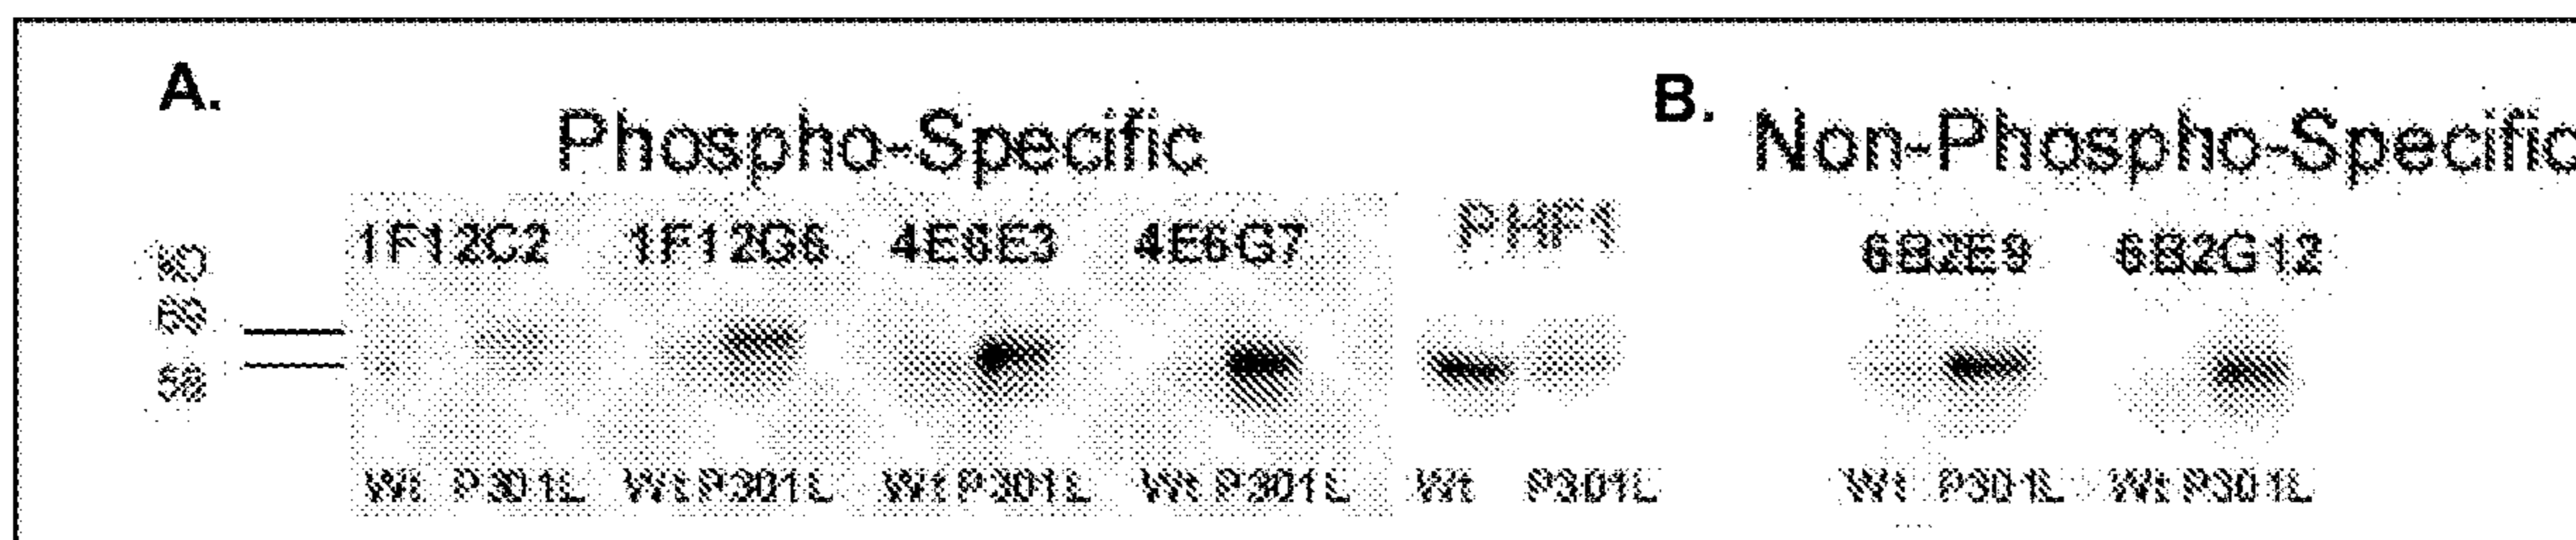 A.
Phospho-Specific
1F12C2 1F12G6 4E6E3 4E6G7 PHF1
58
Wt P301L Wt P301L Wt P301L Wt P301L Wt P301L
B.
Non-Phospho-Specific
6B2E9 6B2G12
Wt P301L Wt P301L